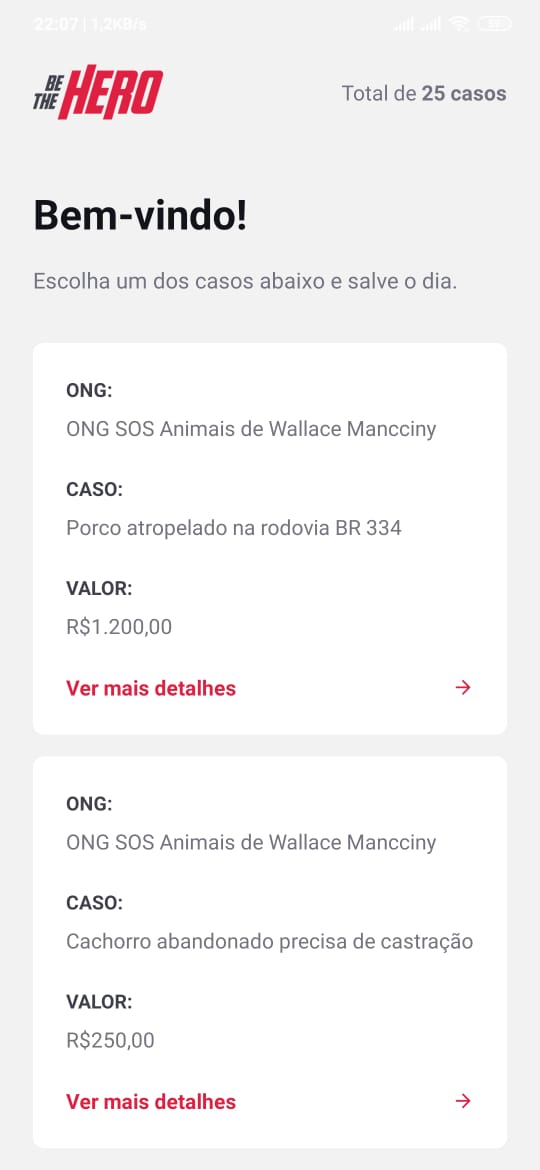 22:07 | 1,2KB/s
59
BE THE HERO
Total de 25 casos
Bem-vindo!
Escolha um dos casos abaixo e salve o dia.
ONG:
ONG SOS Animais de Wallace Mancciny
CASO:
Porco atropelado na rodovia BR 334
VALOR:
R$1.200,00
Ver mais detalhes
ONG:
ONG SOS Animais de Wallace Mancciny
CASO:
Cachorro abandonado precisa de castração
VALOR:
R$250,00
Ver mais detalhes